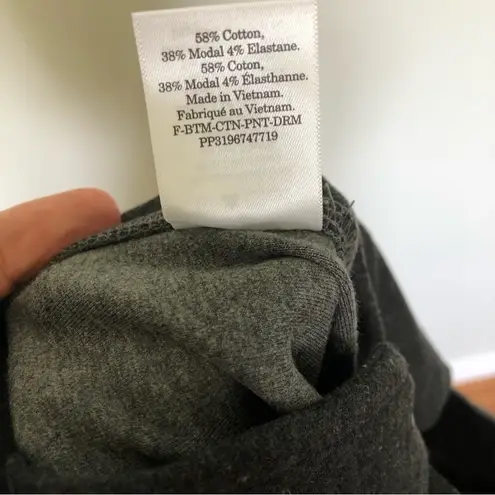 58% Cotton,
38% Modal 4% Elastane.
58% Coton,
38% Modal 4% Élasthanne.
Made in Vietnam.
Fabriqué au Vietnam.
F-BTM-CTN-PNT-DRM
PP3196747719